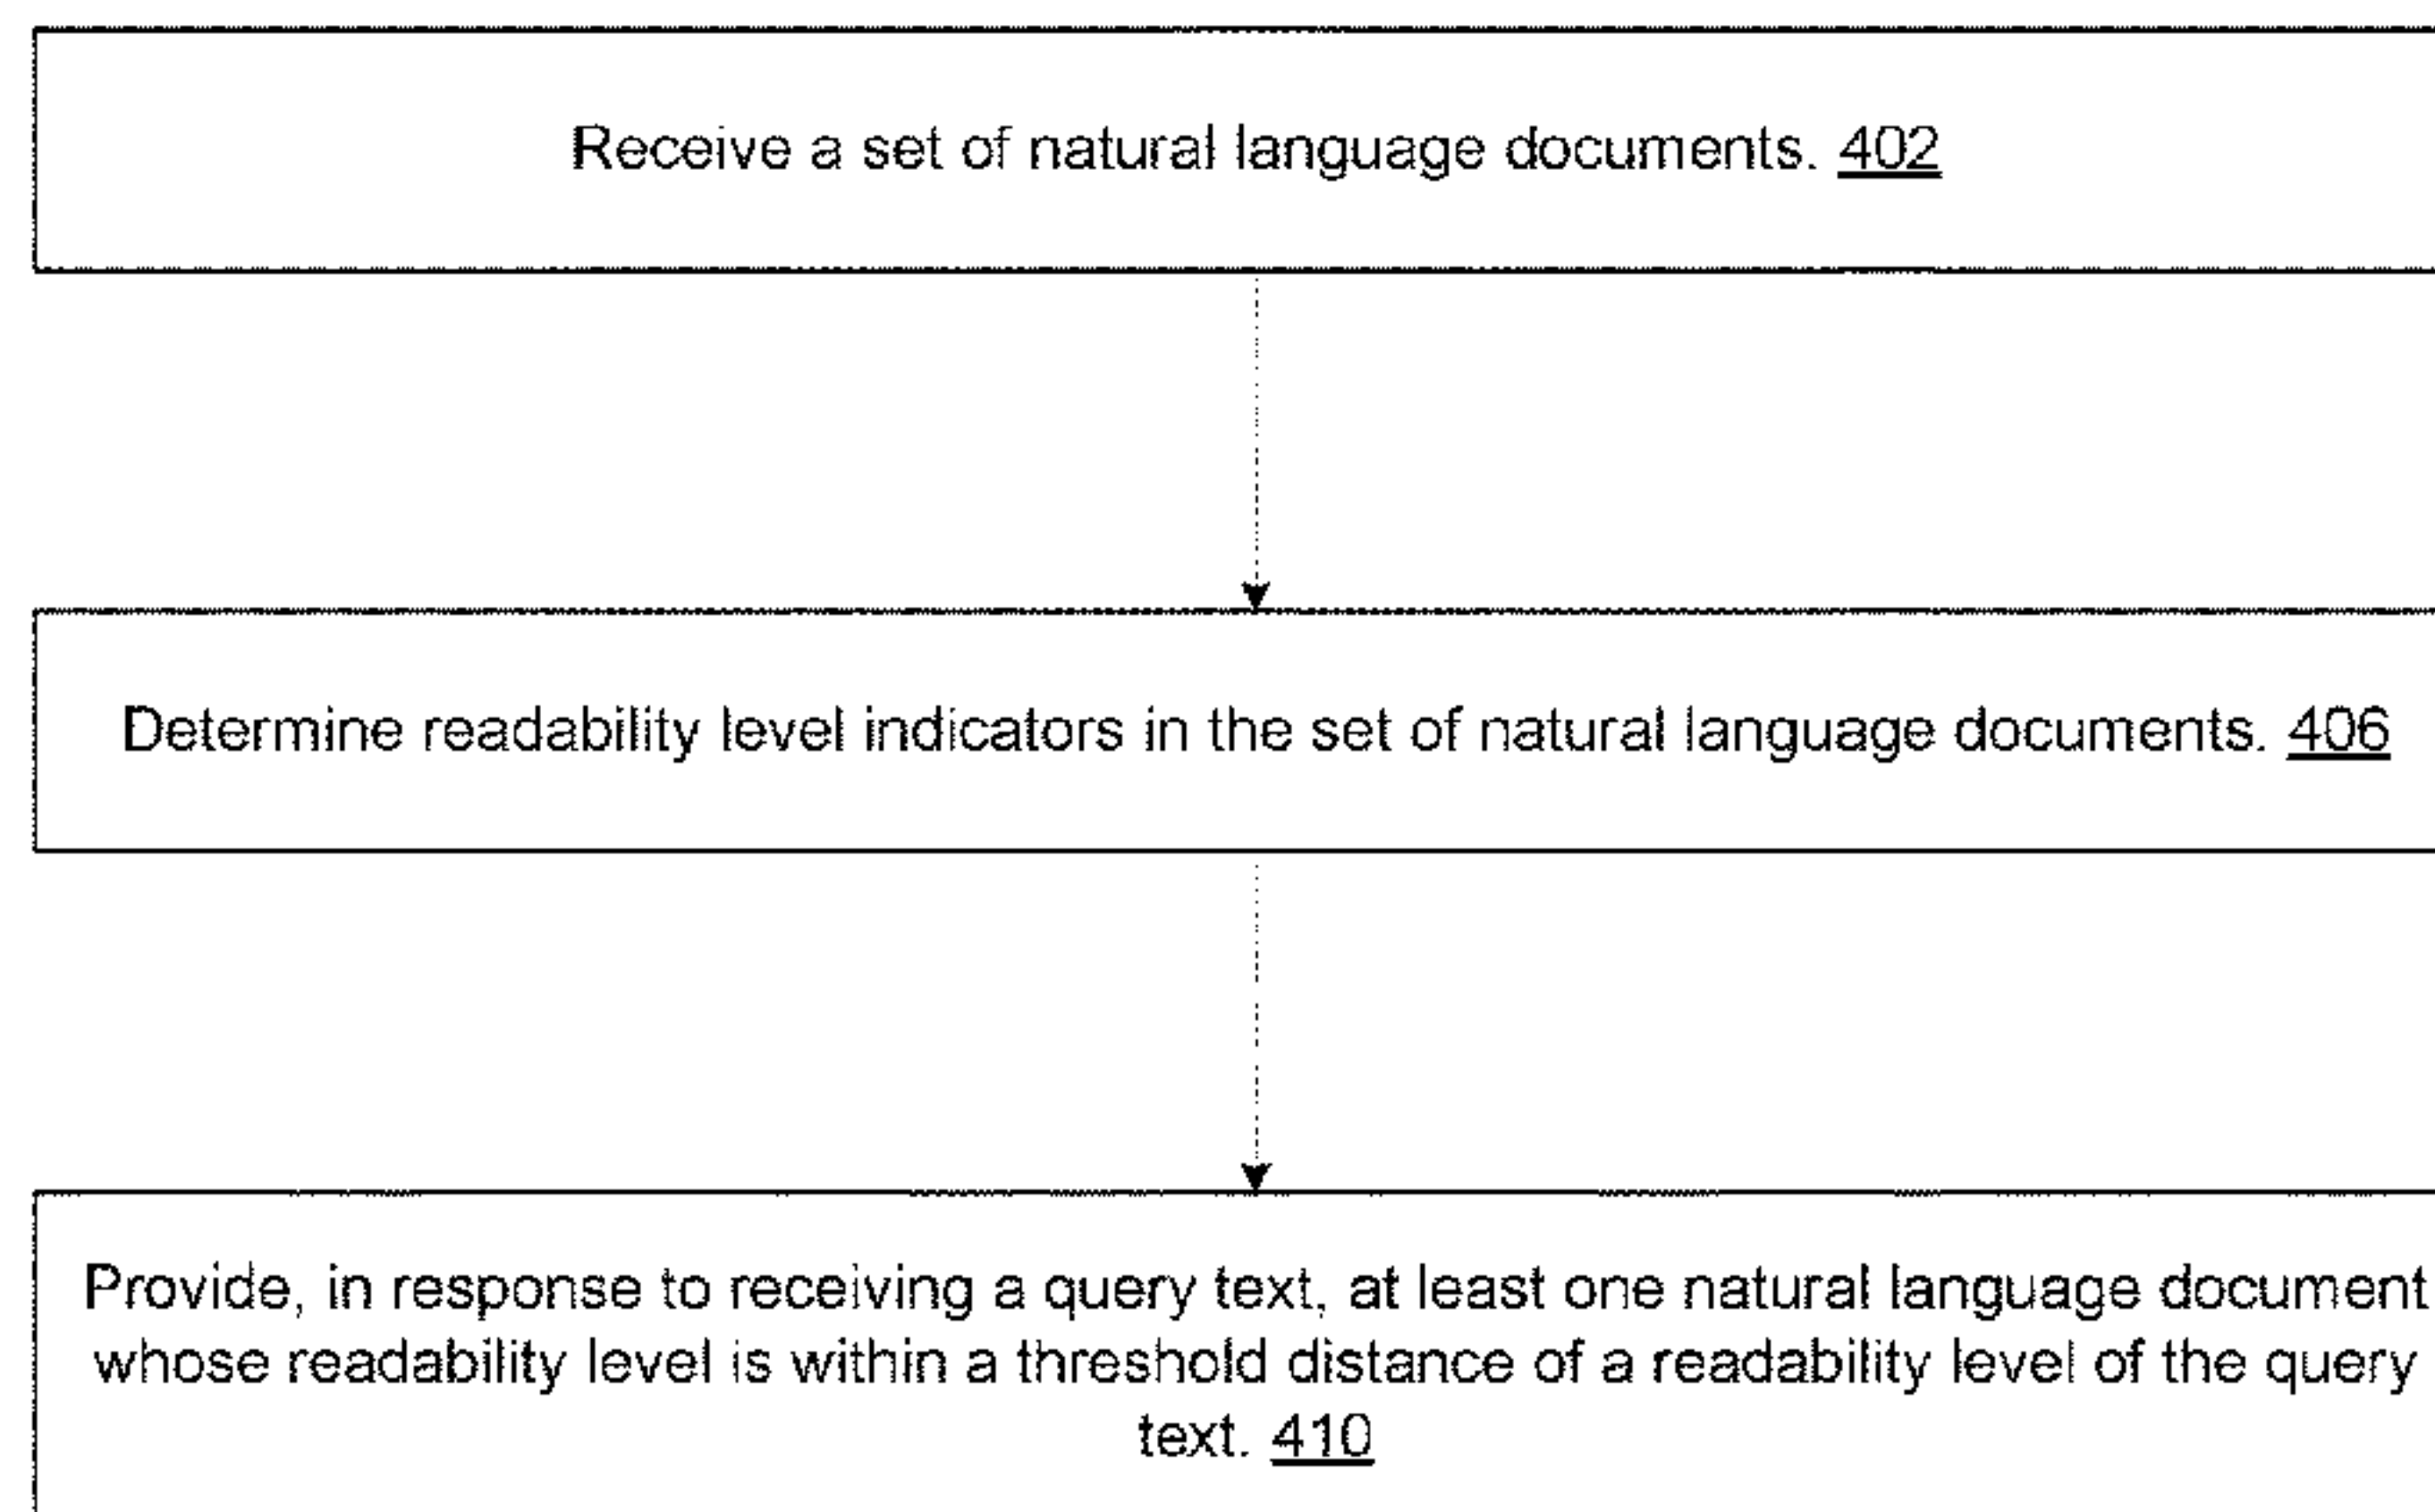 Receive a set of natural language documents. 402
Determine readability level indicators in the set of natural language documents. 406
Provide, in response to receiving a query text, at least one natural language document
whose readability level is within a threshold distance of a readability level of the query
text. 410